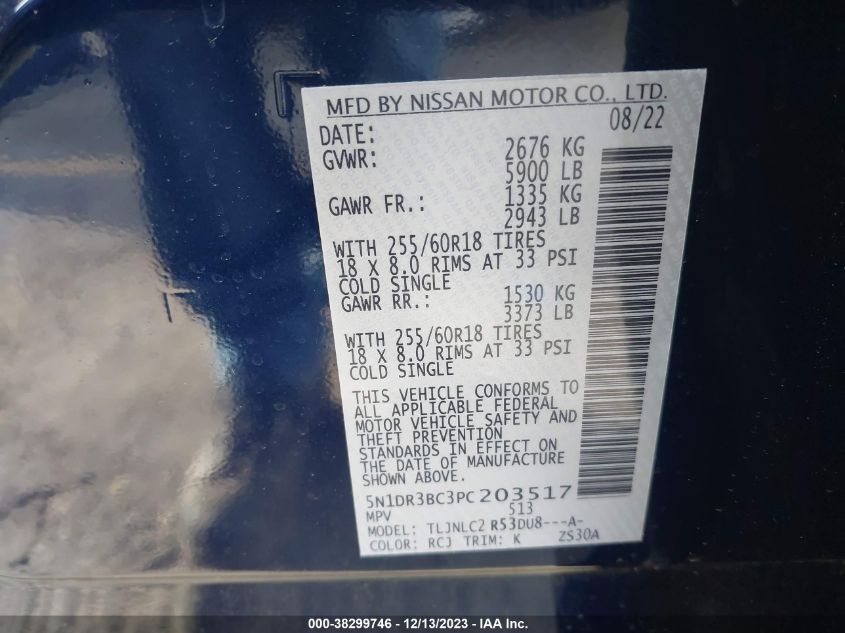 MFD BY NISSAN MOTOR CO., LTD.
DATE: 08/22
GVWR: 2676 KG
5900 LB
GAWR FR.: 1335 KG
2943 LB
WITH 255/60R18 TIRES
18 X 8.0 RIMS AT 33 PSI
COLD SINGLE
GAWR RR.: 1530 KG
3373 LB
WITH 255/60R18 TIRES
18 X 8.0 RIMS AT 33 PSI
COLD SINGLE
THIS VEHICLE CONFORMS TO
ALL APPLICABLE FEDERAL
MOTOR VEHICLE SAFETY AND
THEFT PREVENTION
STANDARDS IN EFFECT ON
THE DATE OF MANUFACTURE
SHOWN ABOVE.
5N1DR3BC3PC203517
MPV 513
MODEL: TLJNLC2 R53DU8---A-
COLOR: RCJ TRIM: K ZS30A
000-38299746 - 12/13/2023 - IAA Inc.